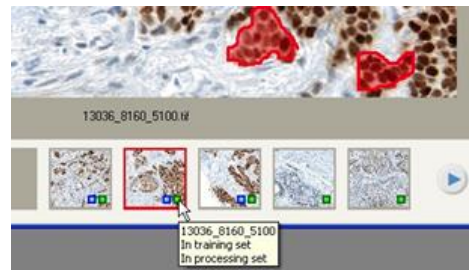 13036_8160_5100.tif
13036_8160_5100
In training set
In processing set